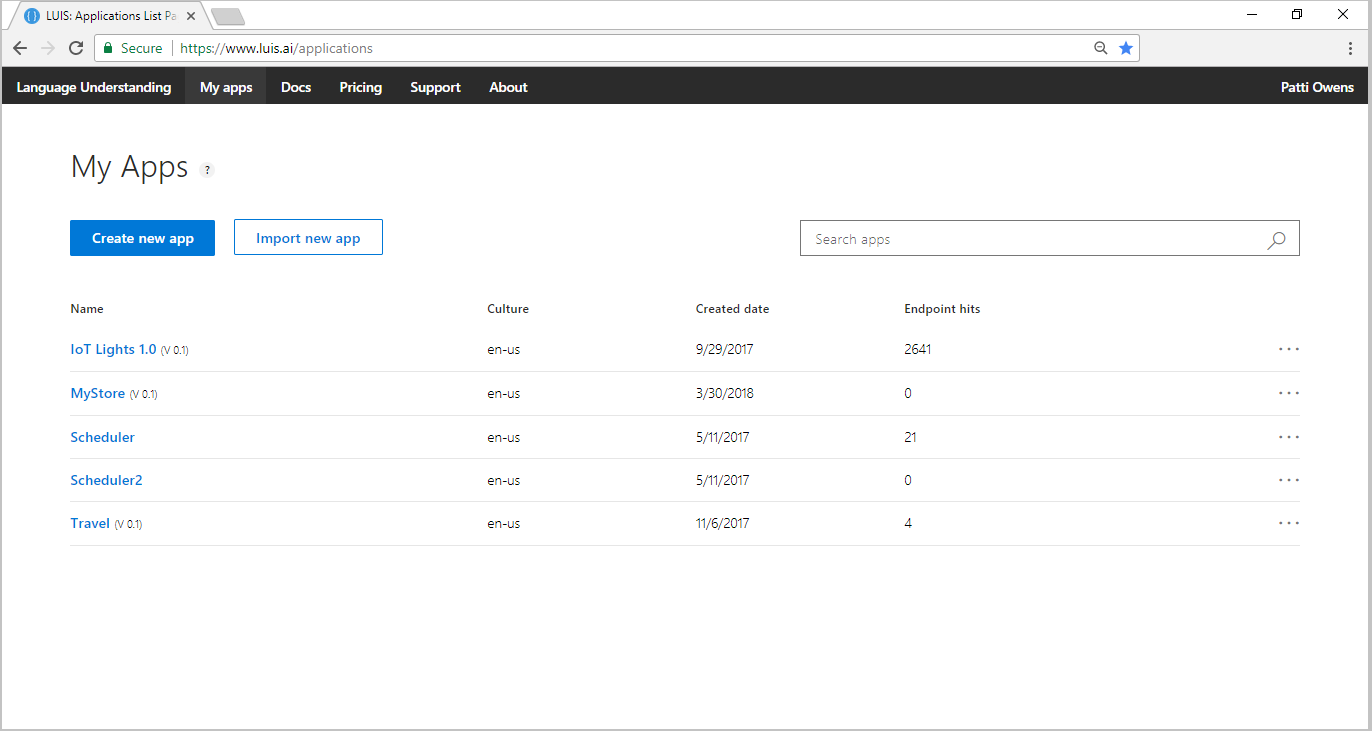 LUIS: Applications List Pa
Secure https://www.luis.ai/applications
Language Understanding My apps Docs Pricing Support About Patti Owens
My Apps ?
Create new app Import new app Search apps
Name Culture Created date Endpoint hits
IoT Lights 1.0 (V 0.1) en-us 9/29/2017 2641 ...
MyStore (V 0.1) en-us 3/30/2018 0 ...
Scheduler en-us 5/11/2017 21 ...
Scheduler2 en-us 5/11/2017 0 ...
Travel (V 0.1) en-us 11/6/2017 4 ...